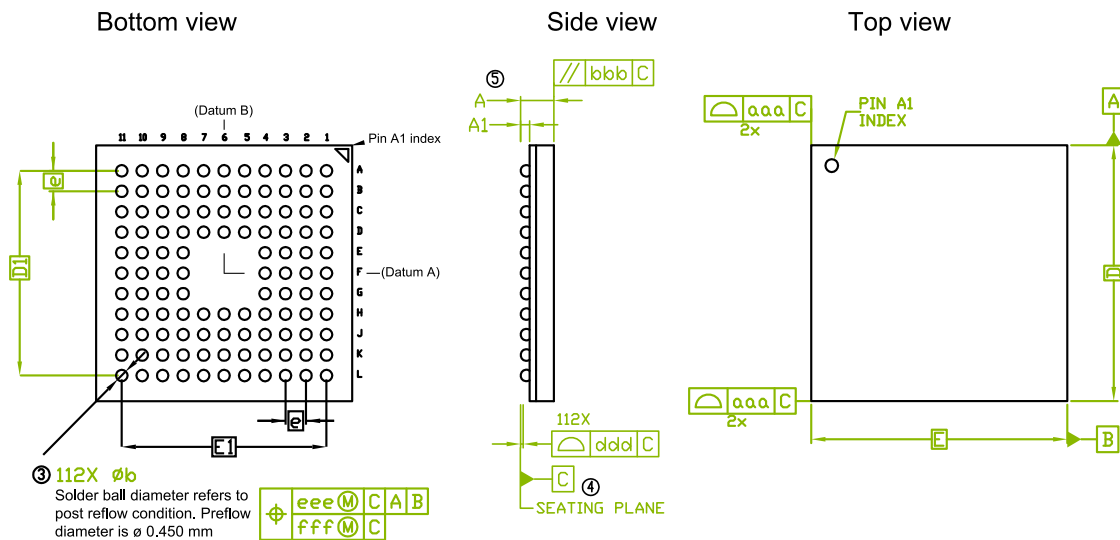 Bottom view
Side view
Top view
(Datum B)
11 10 9 8 7 6 5 4 3 2 1
Pin A1 index
A
B
C
D
E
F
G
H
J
K
L
(Datum A)
e
D1
e
E1
③ 112X Øb
Solder ball diameter refers to
post reflow condition. Preflow
diameter is ø 0.450 mm
eee Ⓜ C A B
fff Ⓜ C
⑤
// bbb C
A
A1
112X
ddd C
C ④
SEATING PLANE
aaa C
2x
PIN A1
INDEX
A
D
aaa C
2x
E
B